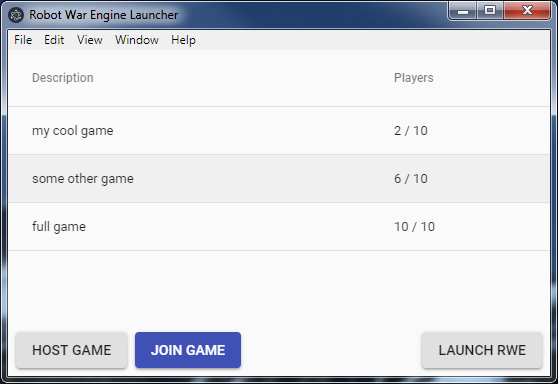 Robot War Engine Launcher
File Edit View Window Help
Description Players
my cool game 2 / 10
some other game 6 / 10
full game 10 / 10
HOST GAME JOIN GAME LAUNCH RWE